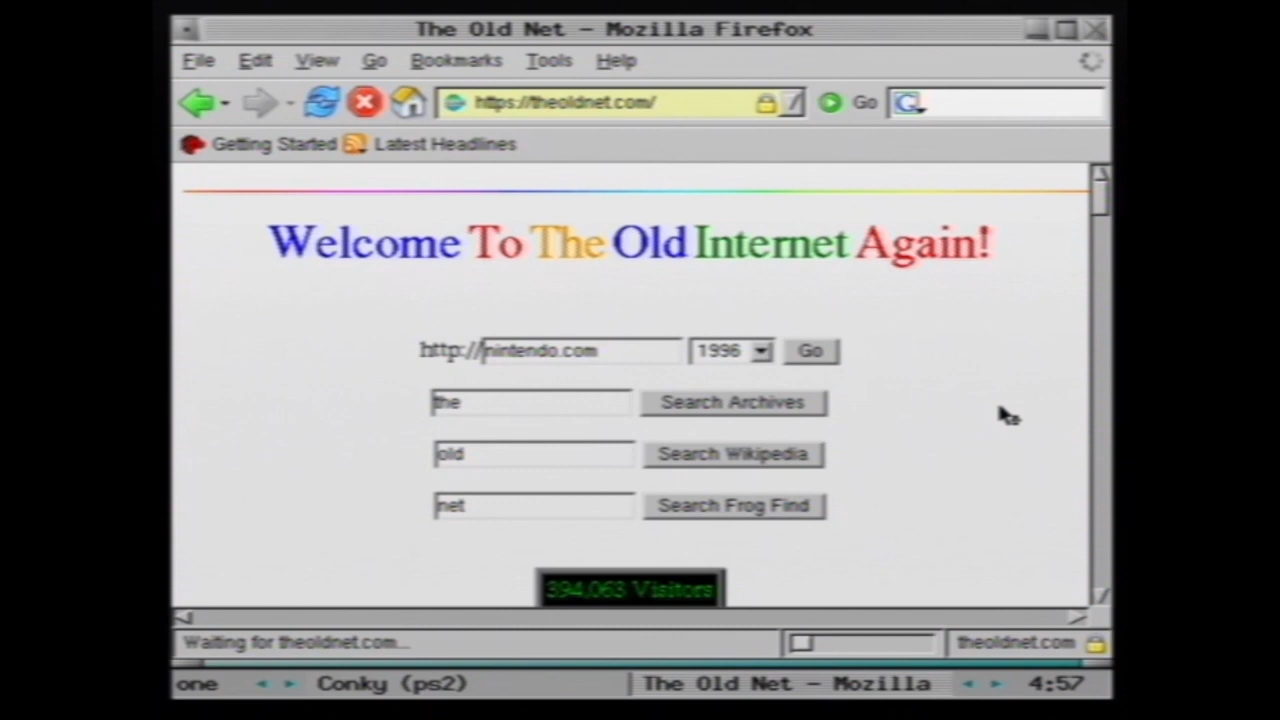 The Old Net - Mozilla Firefox
File Edit View Go Bookmarks Tools Help
https://theoldnet.com/ Go
Getting Started Latest Headlines
Welcome To The Old Internet Again!
http://nintendo.com 1996 Go
the Search Archives
old Search Wikipedia
net Search Frog Find
394,063 Visitors
Waiting for theoldnet.com... theoldnet.com
one Conky (ps2) The Old Net - Mozilla 4:57